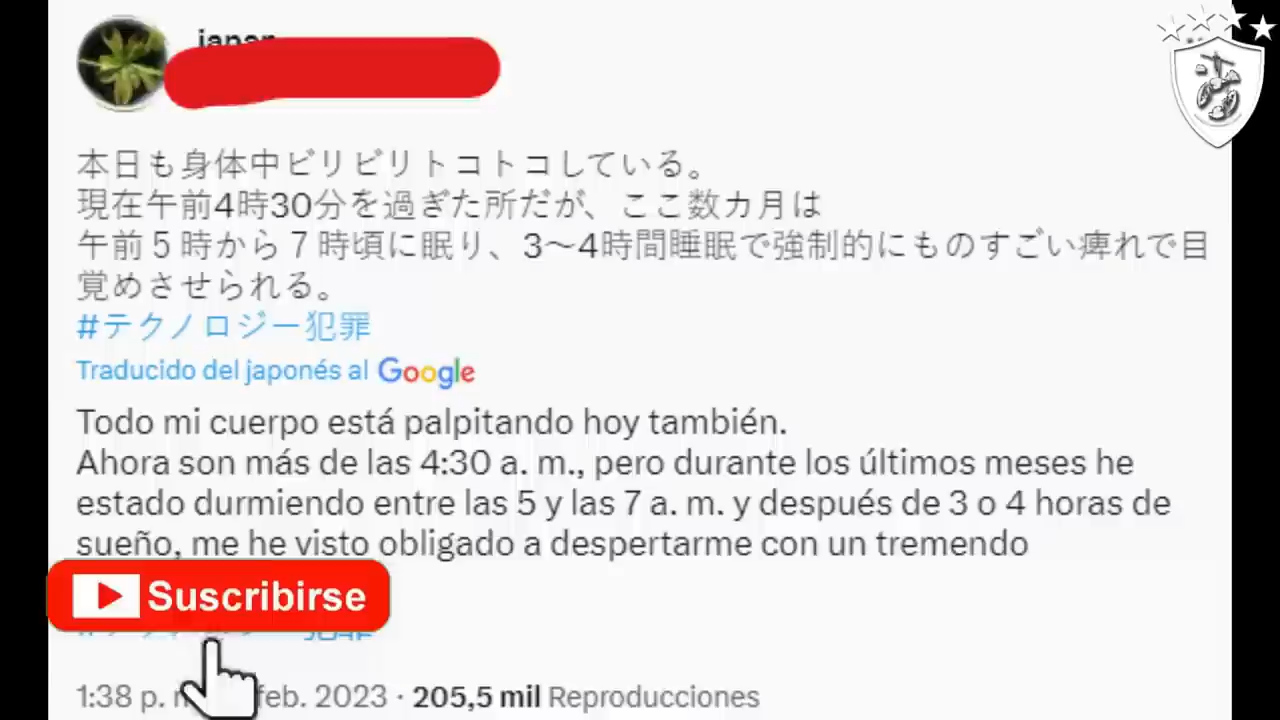 本日も身体中ビリビリトコトコしている。
現在午前4時30分を過ぎた所だが、ここ数カ月は
午前５時から７時頃に眠り、3〜4時間睡眠で強制的にものすごい痺れで目
覚めさせられる。
#テクノロジー犯罪
Traducido del japonés al Google
Todo mi cuerpo está palpitando hoy también.
Ahora son más de las 4:30 a. m., pero durante los últimos meses he
estado durmiendo entre las 5 y las 7 a. m. y después de 3 o 4 horas de
sueño, me he visto obligado a despertarme con un tremendo
Suscribirse
1:38 p. feb. 2023 · 205,5 mil Reproducciones